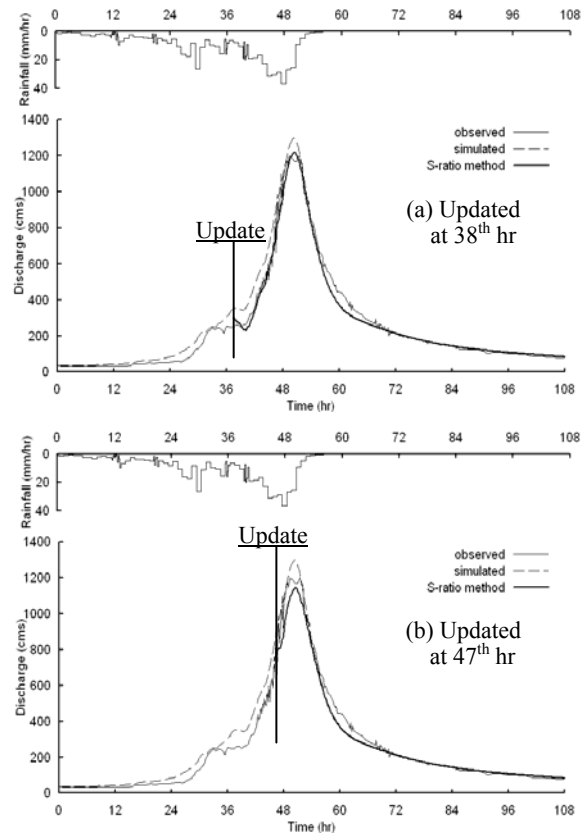 0 12 24 36 48 60 72 84 96 108
Rainfall (mm/hr)
0
20
40
Discharge (cms)
1400
1200
1000
800
600
400
200
0
observed
simulated
S-ratio method
(a) Updated
at 38th hr
Update
0 12 24 36 48 60 72 84 96 108
Time (hr)
0 12 24 36 48 60 72 84 96 108
Rainfall (mm/hr)
0
20
40
Discharge (cms)
1400
1200
1000
800
600
400
200
0
Update
observed
simulated
S-ratio method
(b) Updated
at 47th hr
0 12 24 36 48 60 72 84 96 108
Time (hr)